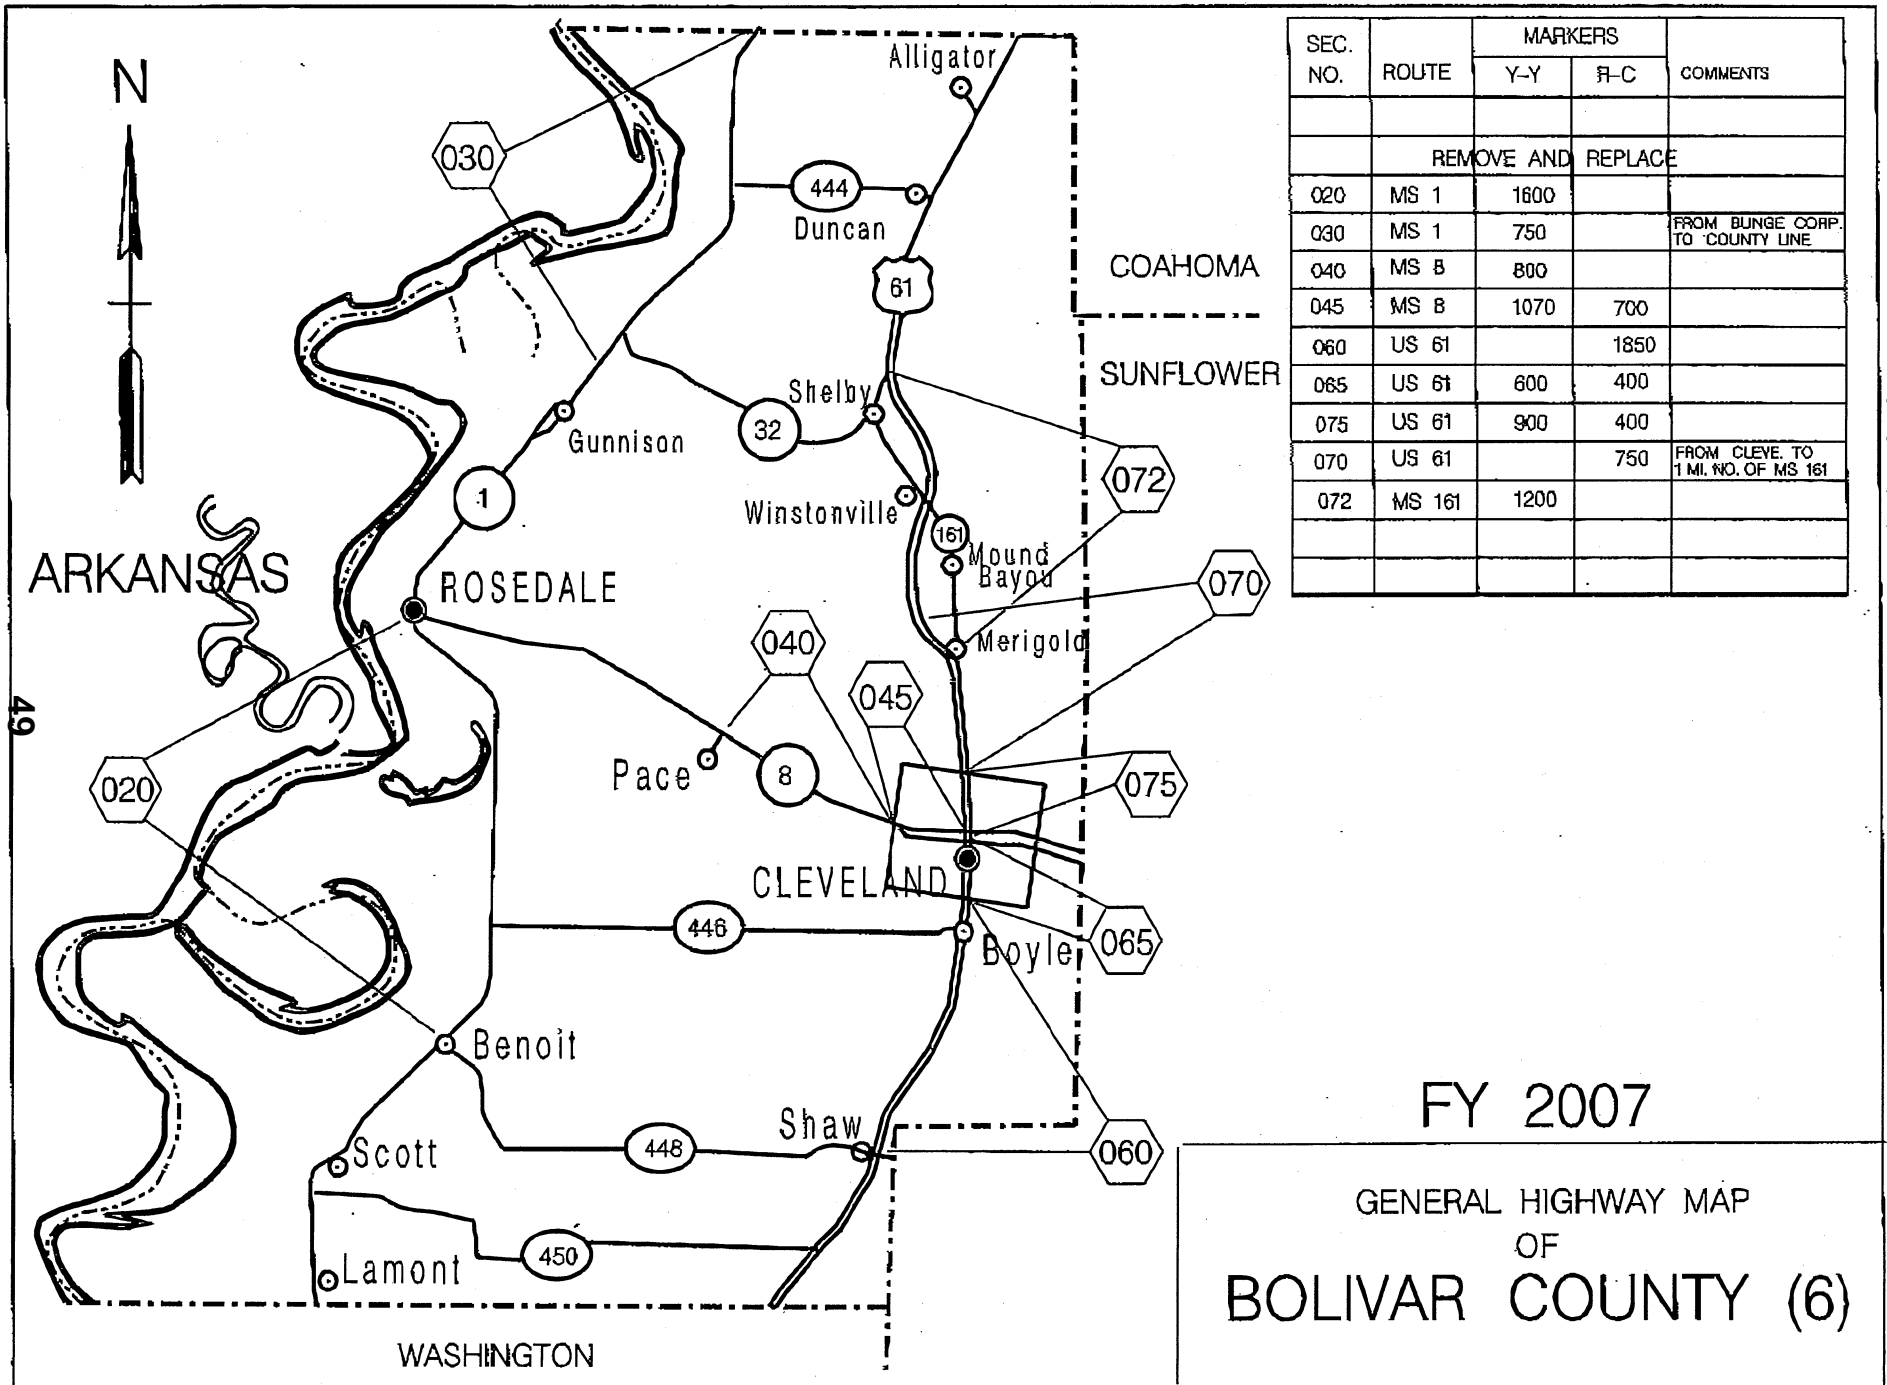 N
030
Alligator
444
Duncan
61
COAHOMA
SUNFLOWER
Shelby
32
Gunnison
1
072
Winstonville
161
Mound
Bayou
ARKANSAS
070
ROSEDALE
040
Merigold
045
49
Pace
8
075
020
CLEVELAND
446
Boyle
065
Benoit
Shaw
448
060
Scott
450
Lamont
WASHINGTON
SEC. NO. ROUTE MARKERS COMMENTS
Y-Y R-C
REMOVE AND REPLACE
020 MS 1 1600
030 MS 1 750 FROM BUNGE CORP.
TO COUNTY LINE
040 MS 8 800
045 MS 8 1070 700
060 US 61 1850
065 US 61 600 400
075 US 61 900 400
070 US 61 750 FROM CLEVE. TO
1 MI. NO. OF MS 161
072 MS 161 1200
FY 2007
GENERAL HIGHWAY MAP
OF
BOLIVAR COUNTY (6)